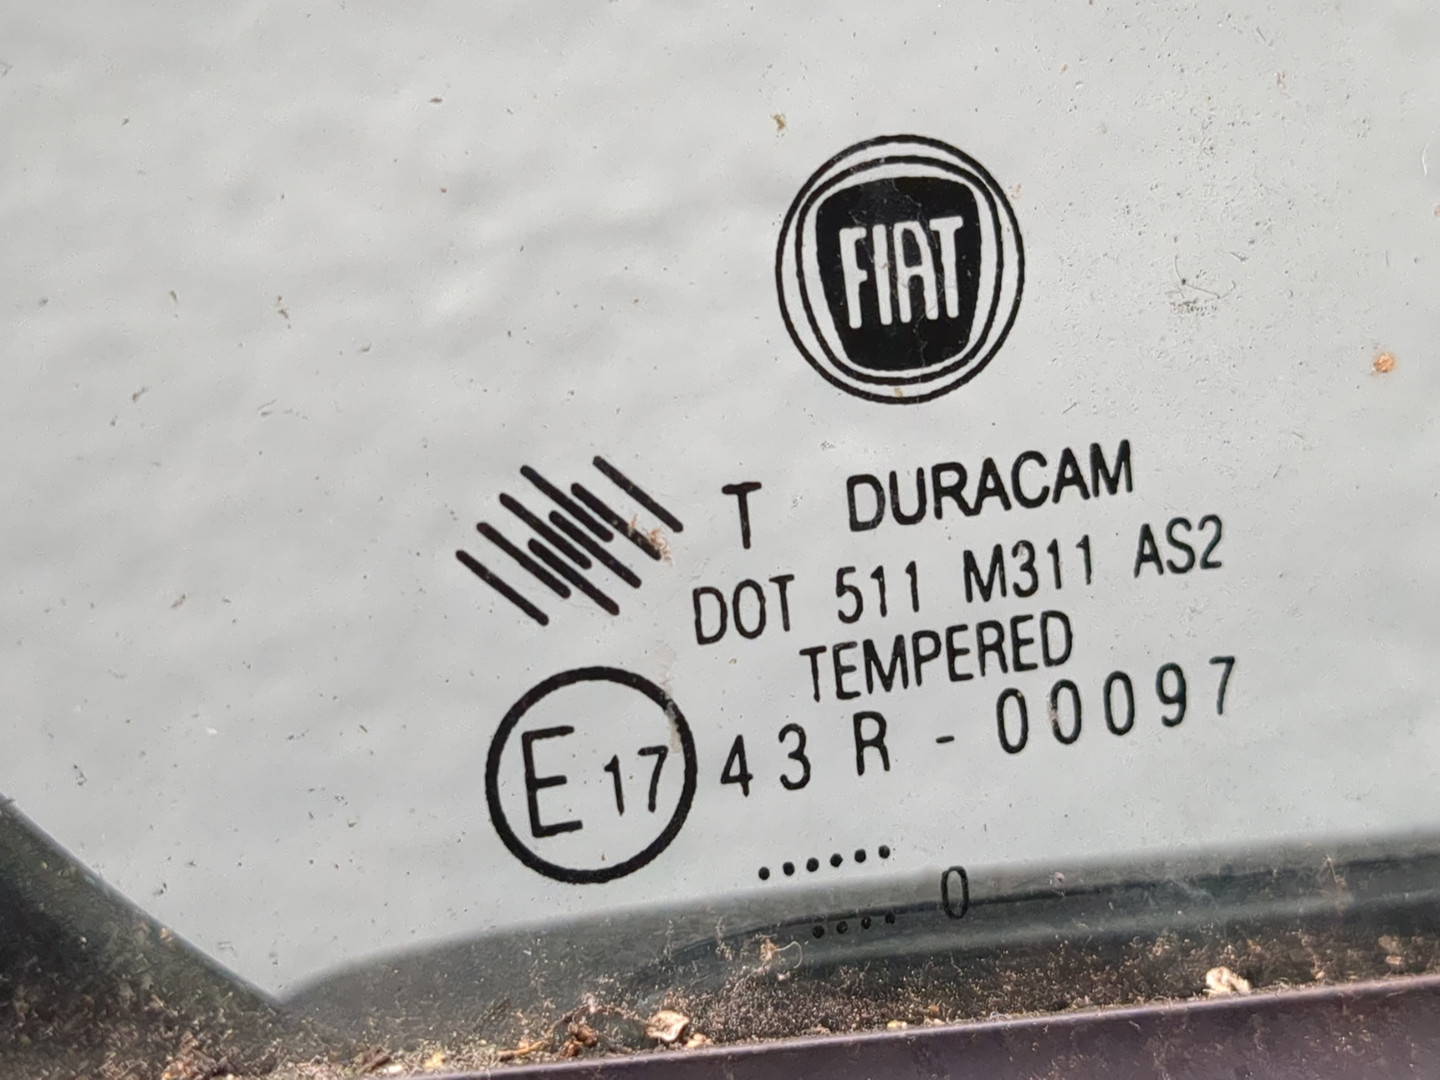 FIAT
T DURACAM
DOT 511 M311 AS2
TEMPERED
E 17 43 R - 00097
......
.... 0